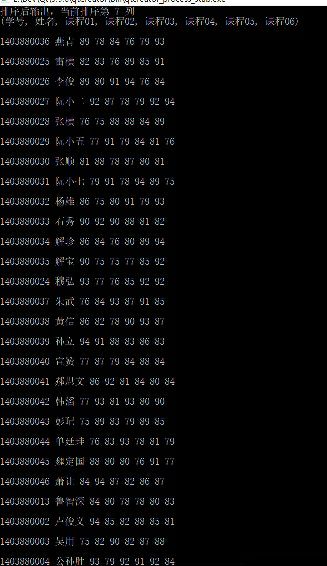 排序后输出, 当前排序第 7 列
(学号, 姓名, 课程01, 课程02, 课程03, 课程04, 课程05, 课程06)
1403880036 燕青 89 78 84 76 79 93
1403880025 雷横 82 83 76 89 85 91
1403880026 李俊 89 80 91 94 76 84
1403880027 阮小二 92 87 78 79 92 94
1403880028 张横 76 75 88 88 84 89
1403880029 阮小五 77 91 79 84 81 76
1403880030 张顺 81 88 78 87 80 81
1403880031 阮小七 79 91 78 94 89 75
1403880032 杨雄 86 75 80 91 79 93
1403880033 石秀 90 92 90 88 81 82
1403880034 解珍 86 84 76 80 89 94
1403880035 解宝 90 75 75 77 85 92
1403880024 穆弘 93 77 76 85 92 92
1403880037 朱武 76 84 93 87 91 85
1403880038 黄信 86 82 78 90 93 87
1403880039 孙立 94 91 88 83 86 83
1403880040 宣赞 77 87 79 84 88 84
1403880041 郝思文 86 92 81 84 80 84
1403880042 韩滔 77 93 81 93 80 90
1403880043 彭玘 75 89 83 79 89 85
1403880044 单廷珪 76 83 93 78 81 79
1403880045 魏定国 88 80 80 76 91 77
1403880046 萧让 84 94 87 82 86 87
1403880013 鲁智深 84 80 78 78 80 83
1403880002 卢俊义 94 85 82 88 85 81
1403880003 吴用 75 82 90 82 87 88
1403880004 公孙胜 93 79 92 91 92 84